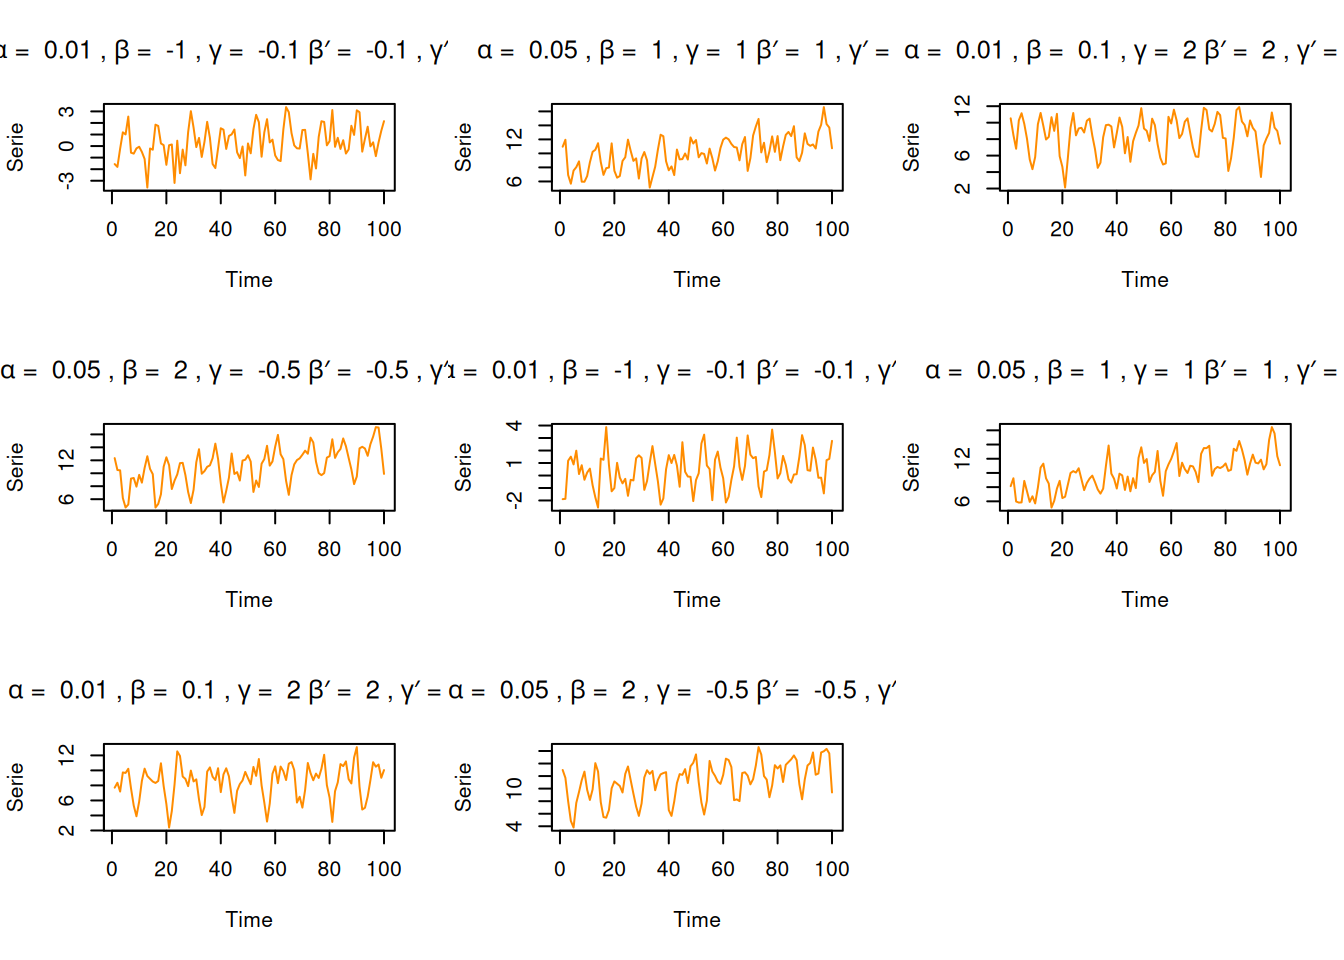 α = 0.01 , β = -1 , γ = -0.1 β′ = -0.1 , γ′
Serie
3
0
-3
0 20 40 60 80 100
Time
α = 0.05 , β = 1 , γ = 1 β′ = 1 , γ′ =
Serie
12
6
0 20 40 60 80 100
Time
α = 0.01 , β = 0.1 , γ = 2 β′ = 2 , γ′ =
Serie
12
6
2
0 20 40 60 80 100
Time
α = 0.05 , β = 2 , γ = -0.5 β′ = -0.5 , γ′
Serie
12
6
0 20 40 60 80 100
Time
α = 0.01 , β = -1 , γ = -0.1 β′ = -0.1 , γ′
Serie
4
1
-2
0 20 40 60 80 100
Time
α = 0.05 , β = 1 , γ = 1 β′ = 1 , γ′ =
Serie
12
6
0 20 40 60 80 100
Time
α = 0.01 , β = 0.1 , γ = 2 β′ = 2 , γ′ =
Serie
12
6
2
0 20 40 60 80 100
Time
α = 0.05 , β = 2 , γ = -0.5 β′ = -0.5 , γ′
Serie
10
4
0 20 40 60 80 100
Time